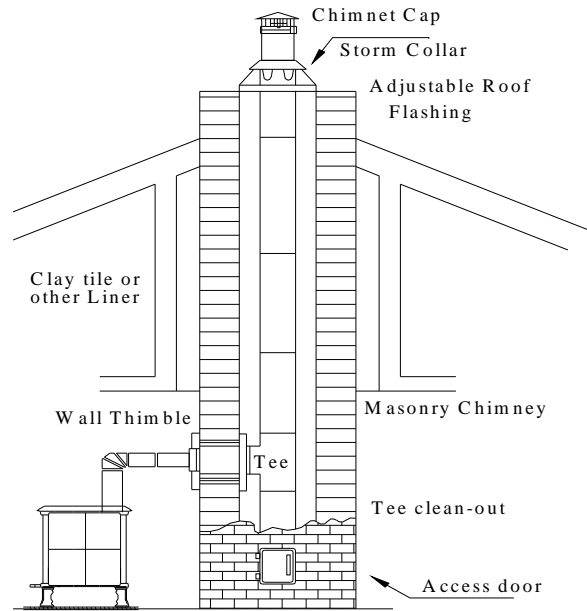 Chimnet Cap
Storm Collar
Adjustable Roof
Flashing
Clay tile or
other Liner
Wall Thimble
Masonry Chimney
Tee
Tee clean-out
Access door